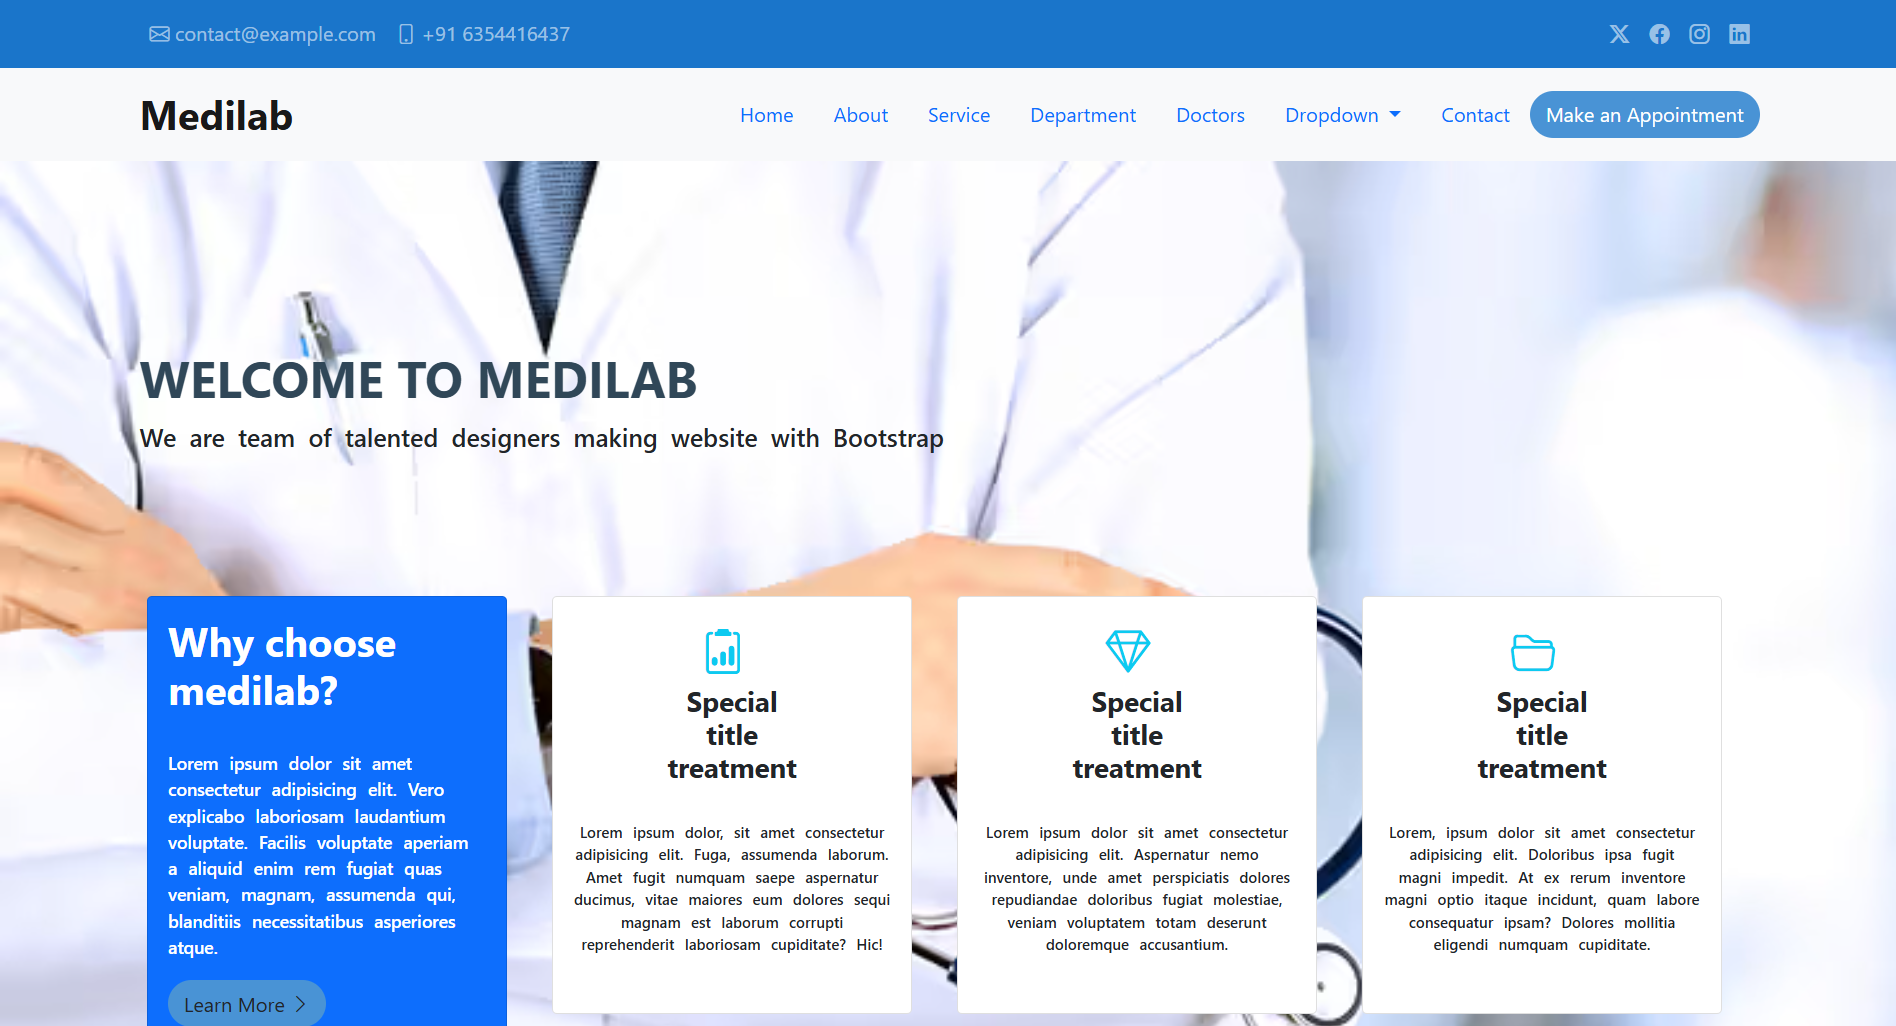 contact@example.com +91 6354416437
Medilab
Home About Service Department Doctors Dropdown Contact Make an Appointment
WELCOME TO MEDILAB
We are team of talented designers making website with Bootstrap
Why choose
medilab?
Lorem ipsum dolor sit amet
consectetur adipisicing elit. Vero
explicabo laboriosam laudantium
voluptate. Facilis voluptate aperiam
a aliquid enim rem fugiat quas
veniam, magnam, assumenda qui,
blanditiis necessitatibus asperiores
atque.
Learn More
Special
title
treatment
Lorem ipsum dolor, sit amet consectetur
adipisicing elit. Fuga, assumenda laborum.
Amet fugit numquam saepe aspernatur
ducimus, vitae maiores eum dolores sequi
magnam est laborum corrupti
reprehenderit laboriosam cupiditate? Hic!
Special
title
treatment
Lorem ipsum dolor sit amet consectetur
adipisicing elit. Aspernatur nemo
inventore, unde amet perspiciatis dolores
repudiandae doloribus fugiat molestiae,
veniam voluptatem totam deserunt
doloremque accusantium.
Special
title
treatment
Lorem, ipsum dolor sit amet consectetur
adipisicing elit. Doloribus ipsa fugit
magni impedit. At ex rerum inventore
magni optio itaque incidunt, quam labore
consequatur ipsam? Dolores mollitia
eligendi numquam cupiditate.